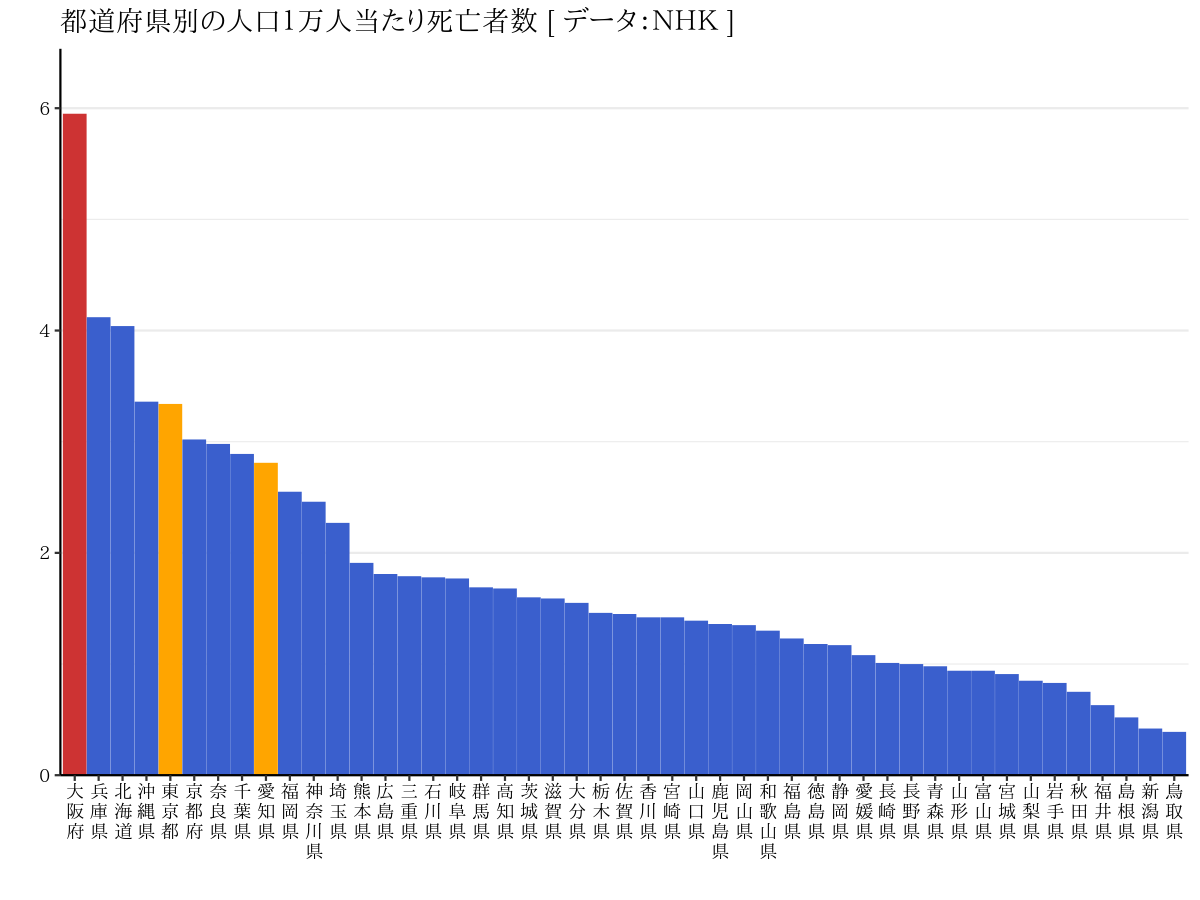 都道府県別の人口1万人当たり死亡者数 [ データ:NHK ]
6
4
2
0
大阪府
兵庫県
北海道
沖縄県
東京都
京都府
奈良県
千葉県
愛知県
福岡県
神奈川県
埼玉県
熊本県
広島県
三重県
石川県
岐阜県
群馬県
高知県
茨城県
滋賀県
大分県
栃木県
佐賀県
香川県
宮崎県
山口県
鹿児島県
岡山県
和歌山県
福島県
徳島県
静岡県
愛媛県
長崎県
長野県
青森県
山形県
富山県
宮城県
山梨県
岩手県
秋田県
福井県
島根県
新潟県
鳥取県